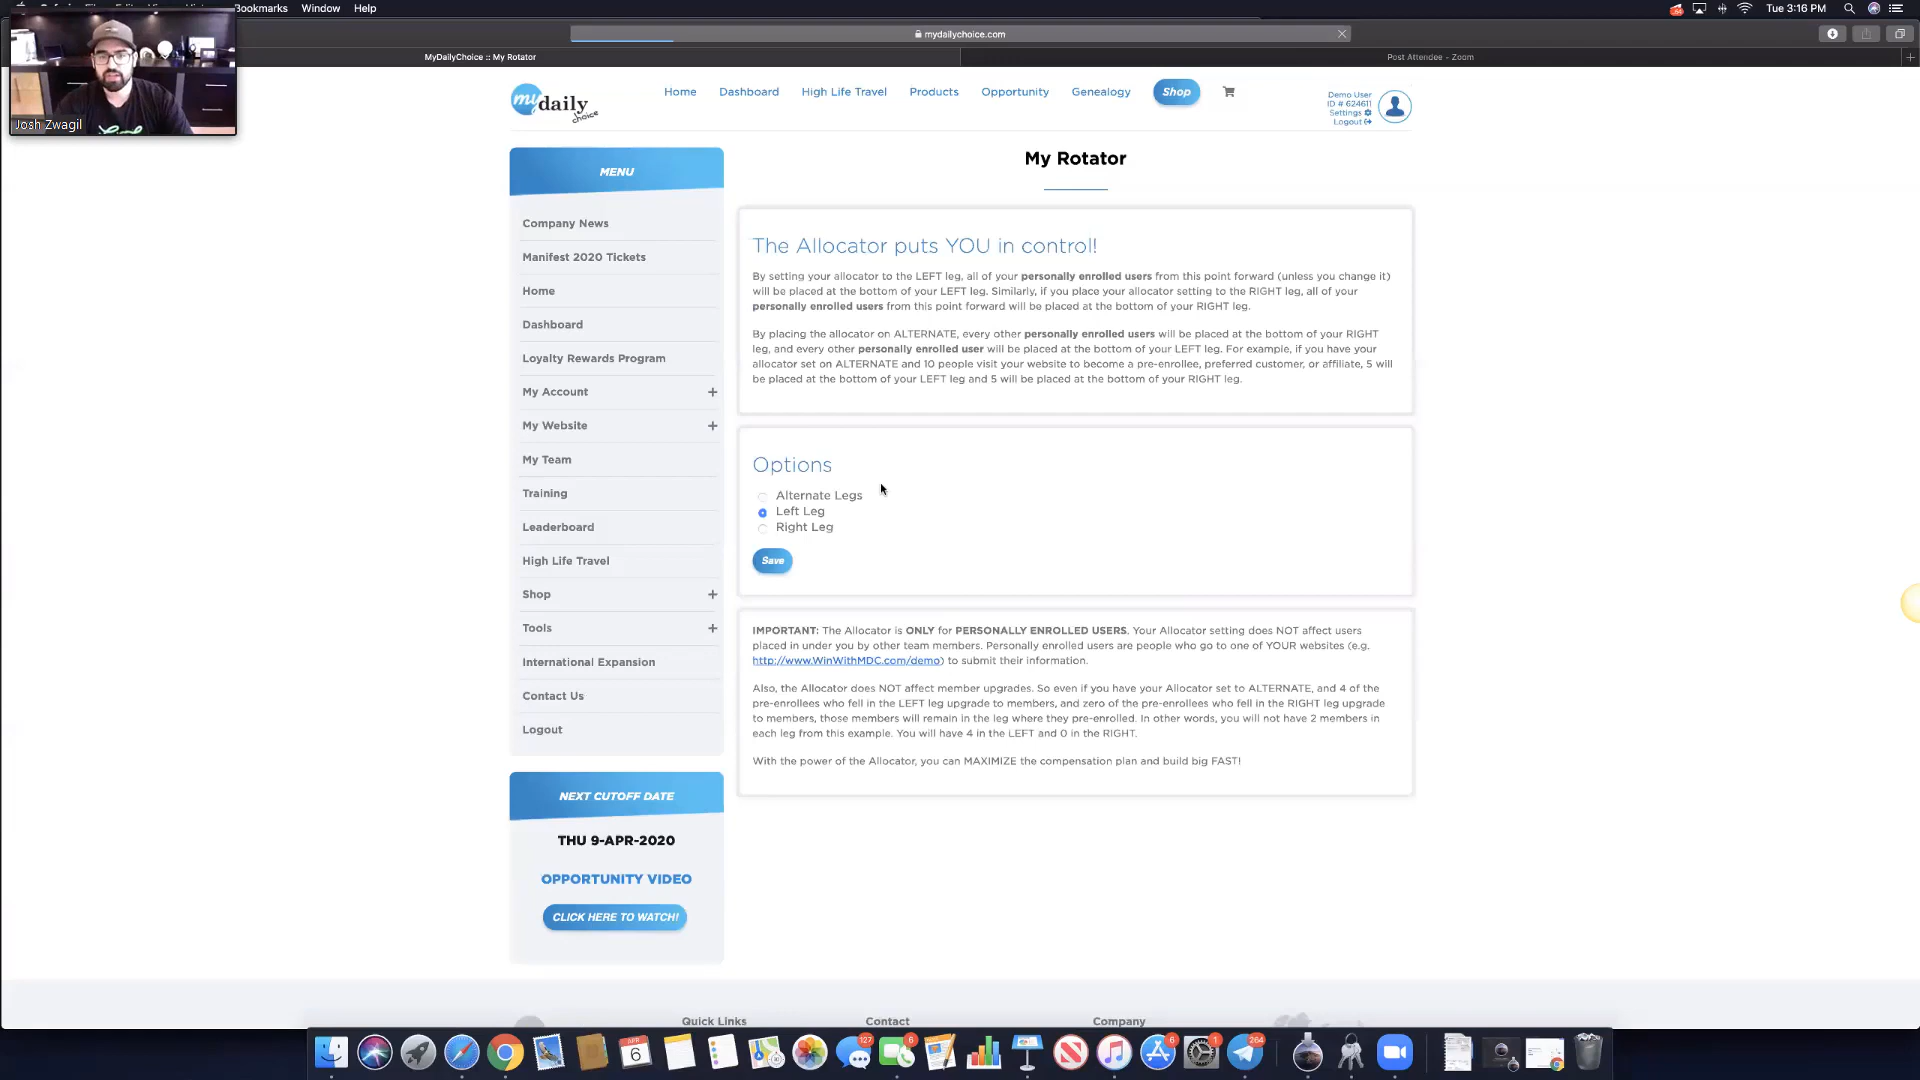 Bookmarks Window Help
Tue 3:16 PM
mydailychoice.com
MyDailyChoice :: My Rotator
Post Attendee - Zoom
Josh Zwagil
my daily choice
Home Dashboard High Life Travel Products Opportunity Genealogy Shop
Demo User
ID # 624611
Settings
Logout
MENU
Company News
Manifest 2020 Tickets
Home
Dashboard
Loyalty Rewards Program
My Account +
My Website +
My Team
Training
Leaderboard
High Life Travel
Shop +
Tools +
International Expansion
Contact Us
Logout
NEXT CUTOFF DATE
THU 9-APR-2020
OPPORTUNITY VIDEO
CLICK HERE TO WATCH!
My Rotator
The Allocator puts YOU in control!
By setting your allocator to the LEFT leg, all of your personally enrolled users from this point forward (unless you change it)
will be placed at the bottom of your LEFT leg. Similarly, if you place your allocator setting to the RIGHT leg, all of your
personally enrolled users from this point forward will be placed at the bottom of your RIGHT leg.
By placing the allocator on ALTERNATE, every other personally enrolled users will be placed at the bottom of your RIGHT
leg, and every other personally enrolled user will be placed at the bottom of your LEFT leg. For example, if you have your
allocator set on ALTERNATE and 10 people visit your website to become a pre-enrollee, preferred customer, or affiliate, 5 will
be placed at the bottom of your LEFT leg and 5 will be placed at the bottom of your RIGHT leg.
Options
Alternate Legs
Left Leg
Right Leg
Save
IMPORTANT: The Allocator is ONLY for PERSONALLY ENROLLED USERS. Your Allocator setting does NOT affect users
placed in under you by other team members. Personally enrolled users are people who go to one of YOUR websites (e.g.
http://www.WinWithMDC.com/demo) to submit their information.
Also, the Allocator does NOT affect member upgrades. So even if you have your Allocator set to ALTERNATE, and 4 of the
pre-enrollees who fell in the LEFT leg upgrade to members, and zero of the pre-enrollees who fell in the RIGHT leg upgrade
to members, those members will remain in the leg where they pre-enrolled. In other words, you will not have 2 members in
each leg from this example. You will have 4 in the LEFT and 0 in the RIGHT.
With the power of the Allocator, you can MAXIMIZE the compensation plan and build big FAST!
Quick Links Contact Company
APR
6
127
6
6
1
264